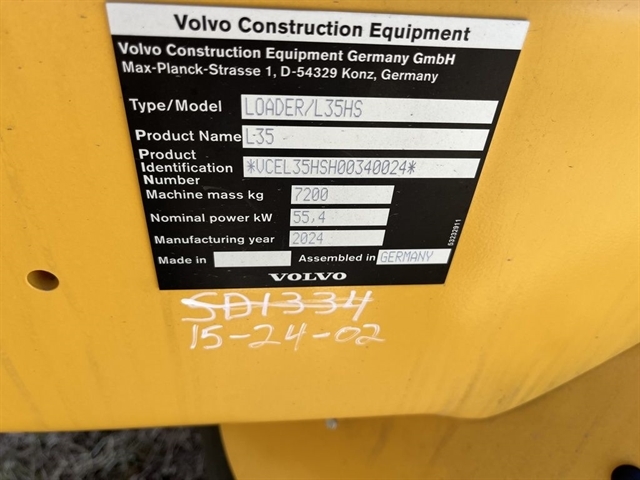 Volvo Construction Equipment
Volvo Construction Equipment Germany GmbH
Max-Planck-Strasse 1, D-54329 Konz, Germany
Type/Model LOADER/L35HS
Product Name L-35
Product
Identification
Number *VCEL35HSH00340024*
Machine mass kg 7200
Nominal power kW 55,4
Manufacturing year 2024
Made in Assembled in GERMANY
VOLVO
53232911
SD1334
15-24-02